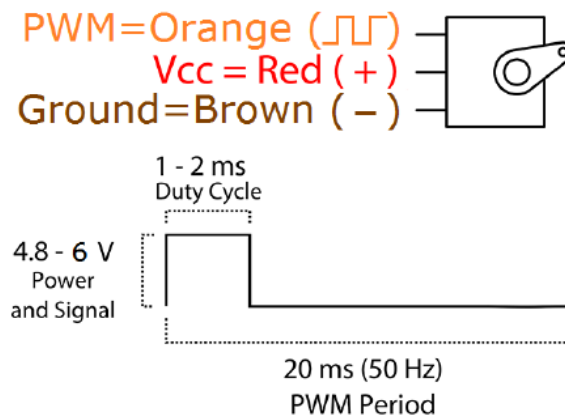 PWM=Orange ( )
Vcc = Red ( + )
Ground=Brown ( – )
1 - 2 ms
Duty Cycle
4.8 - 6 V
Power
and Signal
20 ms (50 Hz)
PWM Period